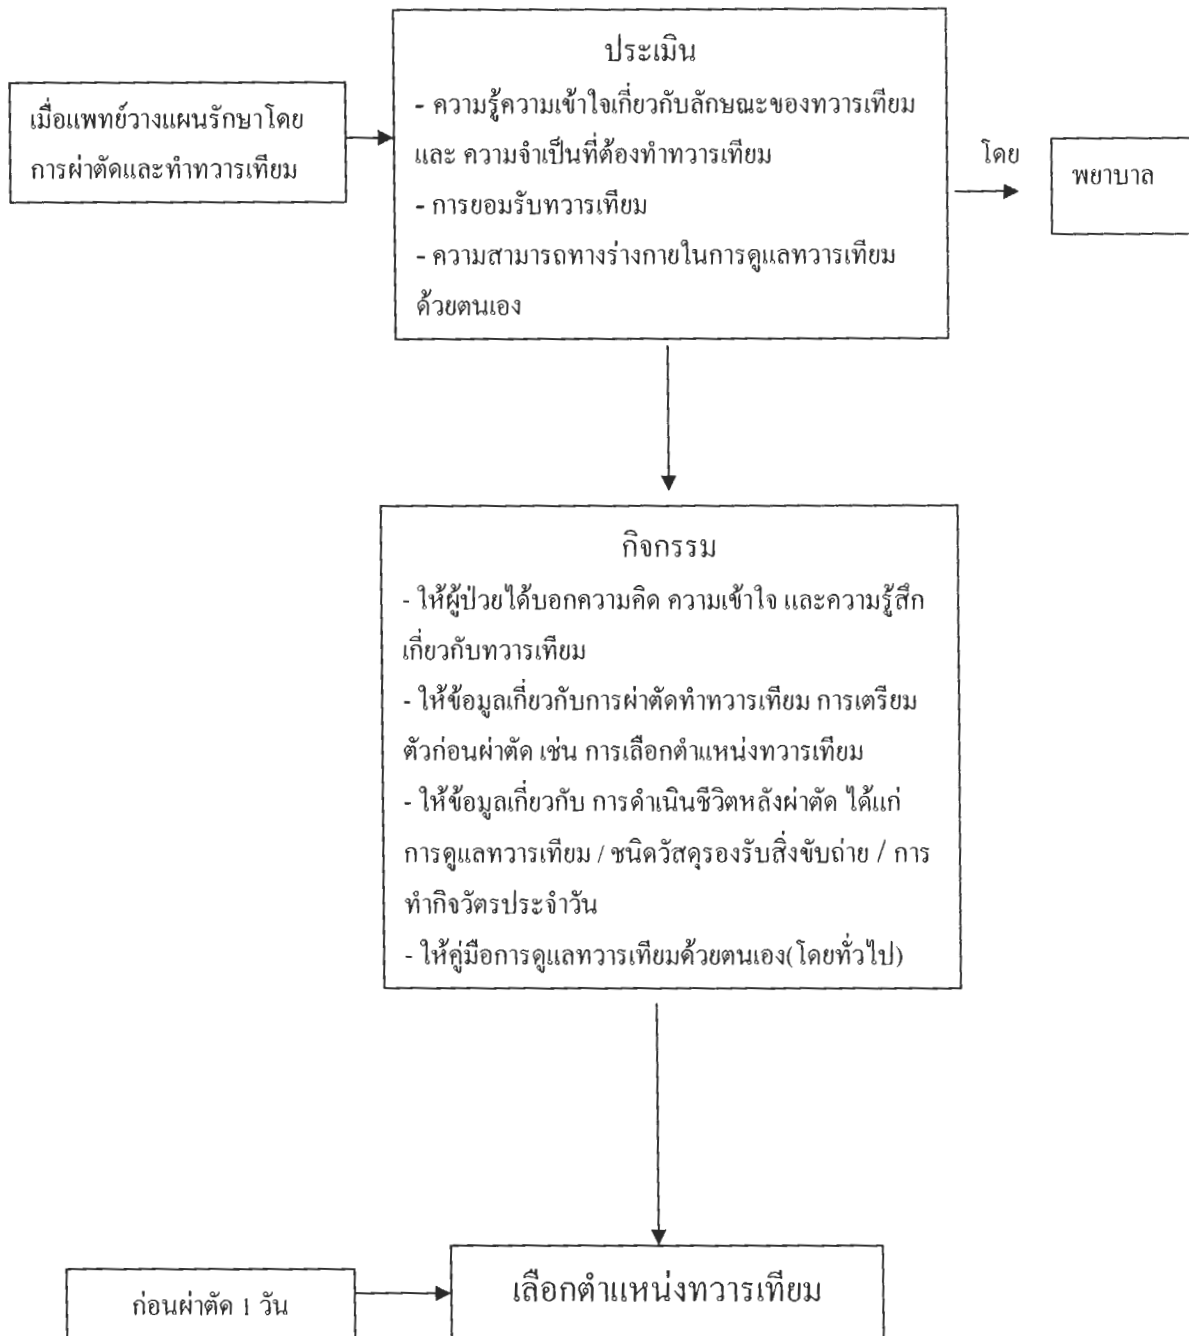 ประเมิน
เมื่อแพทย์วางแผนรักษาโดย
การผ่าตัดและทำทวารเทียม
- ความรู้ความเข้าใจเกี่ยวกับลักษณะของทวารเทียม
และ ความจำเป็นที่ต้องทำทวารเทียม
- การยอมรับทวารเทียม
- ความสามารถทางร่างกายในการดูแลทวารเทียม
ด้วยตนเอง
โดย
พยาบาล
กิจกรรม
- ให้ผู้ป่วยได้บอกความคิด ความเข้าใจ และความรู้สึก
เกี่ยวกับทวารเทียม
- ให้ข้อมูลเกี่ยวกับการผ่าตัดทำทวารเทียม การเตรียม
ตัวก่อนผ่าตัด เช่น การเลือกตำแหน่งทวารเทียม
- ให้ข้อมูลเกี่ยวกับ การดำเนินชีวิตหลังผ่าตัด ได้แก่
การดูแลทวารเทียม / ชนิดวัสดุรองรับสิ่งขับถ่าย / การ
ทำกิจวัตรประจำวัน
- ให้คู่มือการดูแลทวารเทียมด้วยตนเอง(โดยทั่วไป)
เลือกตำแหน่งทวารเทียม
ก่อนผ่าตัด 1 วัน